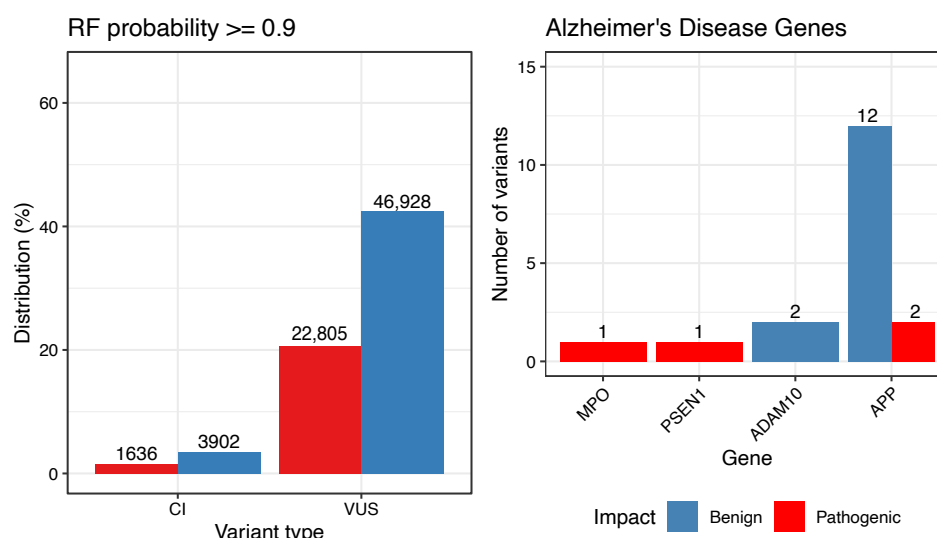 RF probability >= 0.9
Distribution (%)
60
40
20
0
1636
3902
22,805
46,928
CI
VUS
Variant type
Alzheimer's Disease Genes
Number of variants
15
10
5
0
1
1
2
12
2
MPO
PSEN1
ADAM10
APP
Gene
Impact Benign Pathogenic